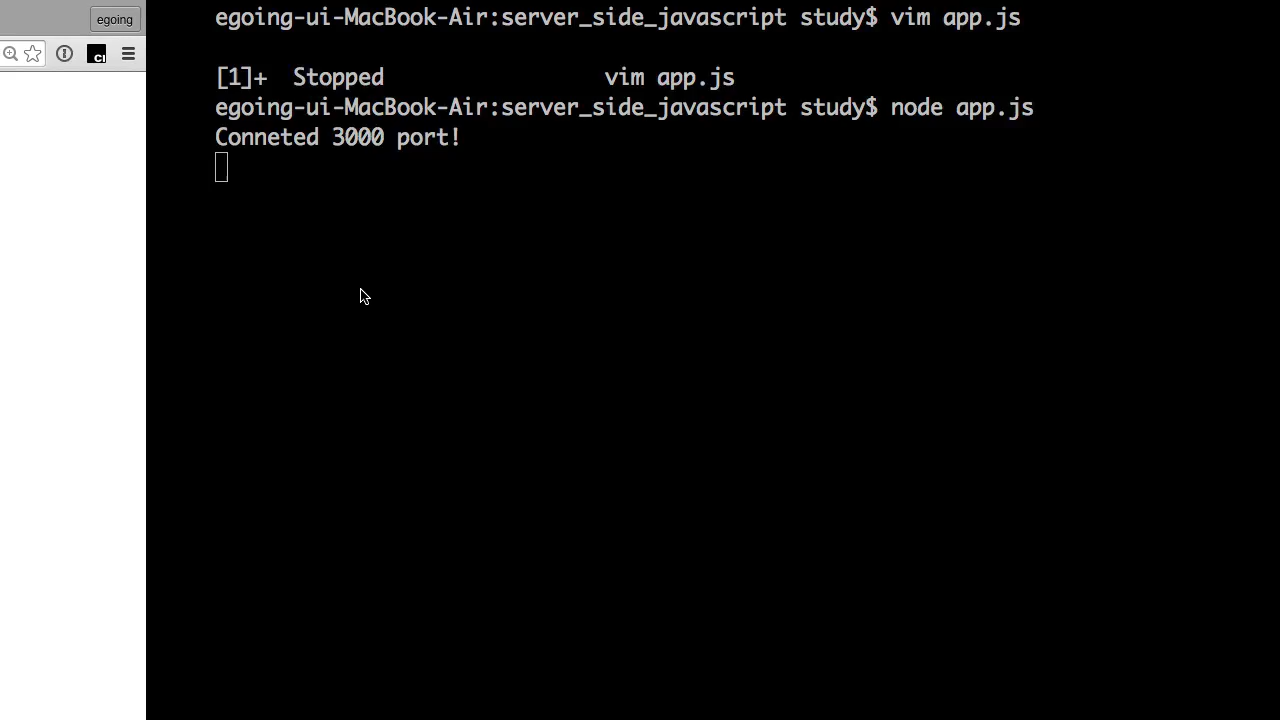 egoing
CI
egoing-ui-MacBook-Air:server_side_javascript study$ vim app.js
[1]+  Stopped                 vim app.js
egoing-ui-MacBook-Air:server_side_javascript study$ node app.js
Conneted 3000 port!